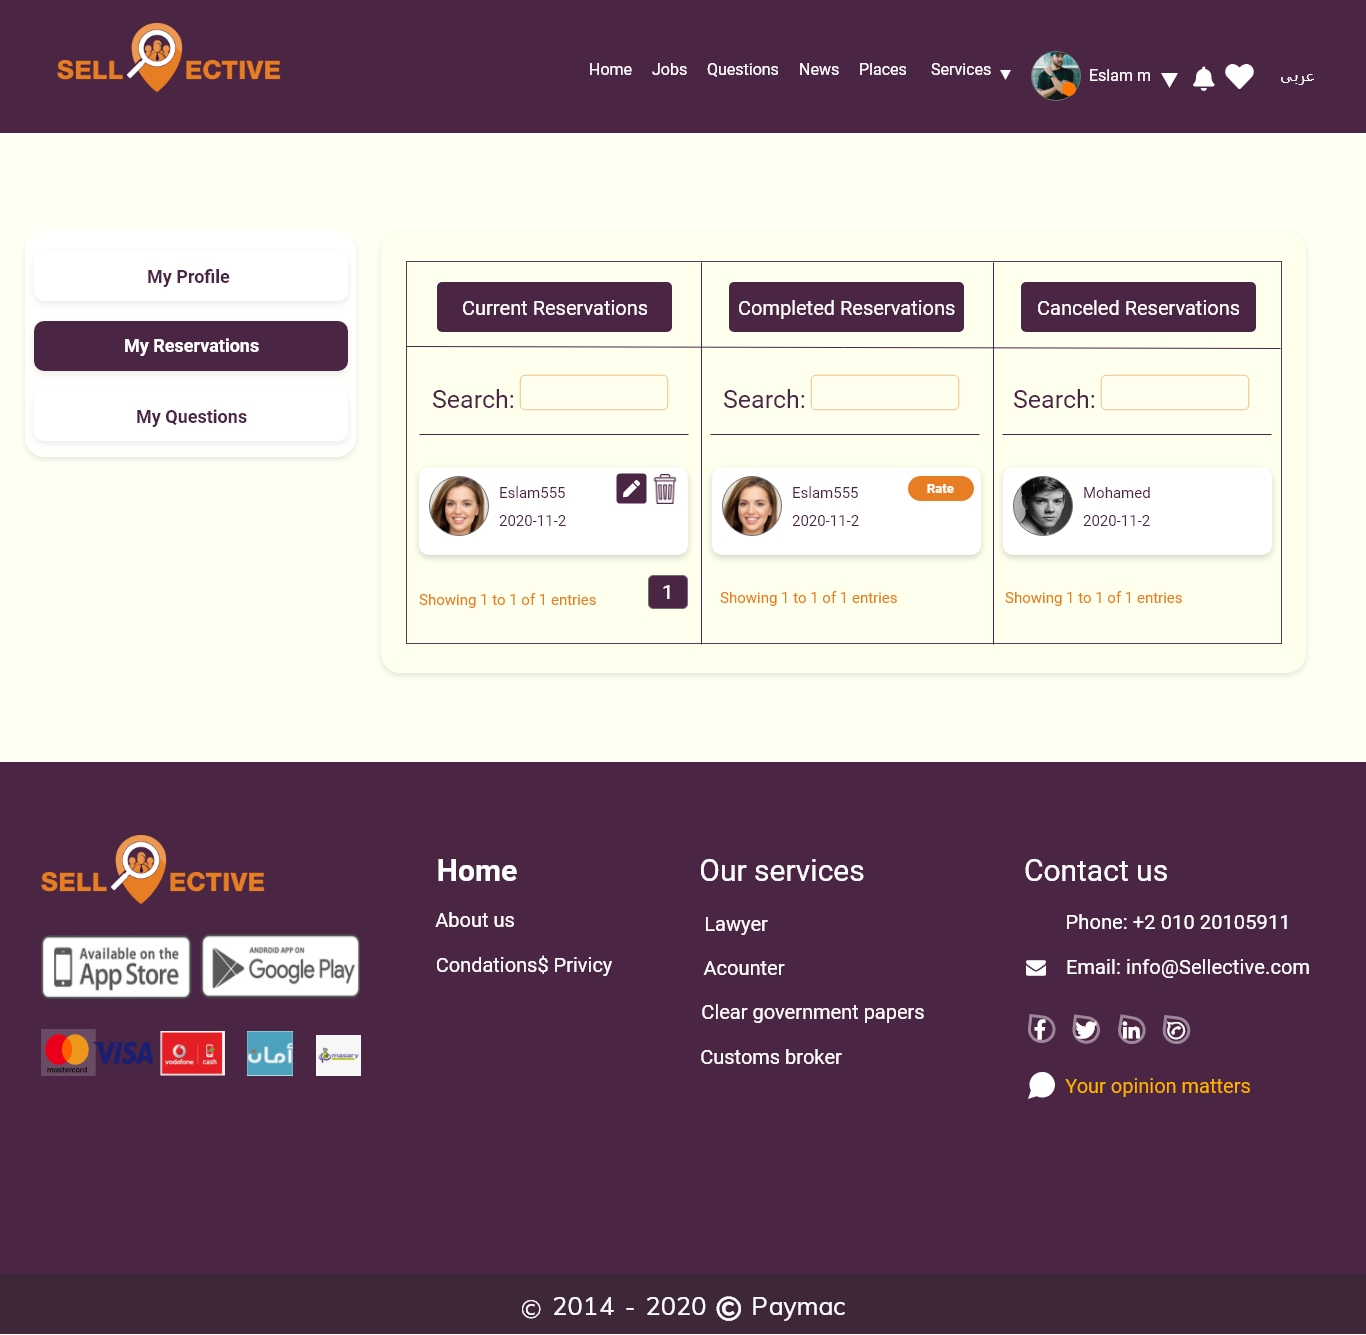 SELL ECTIVE
Home Jobs Questions News Places Services Eslam m عربى
My Profile
My Reservations
My Questions
Current Reservations Completed Reservations Canceled Reservations
Search: Search: Search:
Eslam555 Eslam555 Rate Mohamed
2020-11-2 2020-11-2 2020-11-2
Showing 1 to 1 of 1 entries 1 Showing 1 to 1 of 1 entries Showing 1 to 1 of 1 entries
SELL ECTIVE
Available on the
App Store
ANDROID APP ON
Google Play
mastercard VISA vodafone cash أمان masary
Home
About us
Condations$ Privicy
Our services
Lawyer
Acounter
Clear government papers
Customs broker
Contact us
Phone: +2 010 20105911
Email: info@Sellective.com
Your opinion matters
© 2014 - 2020 © Paymac